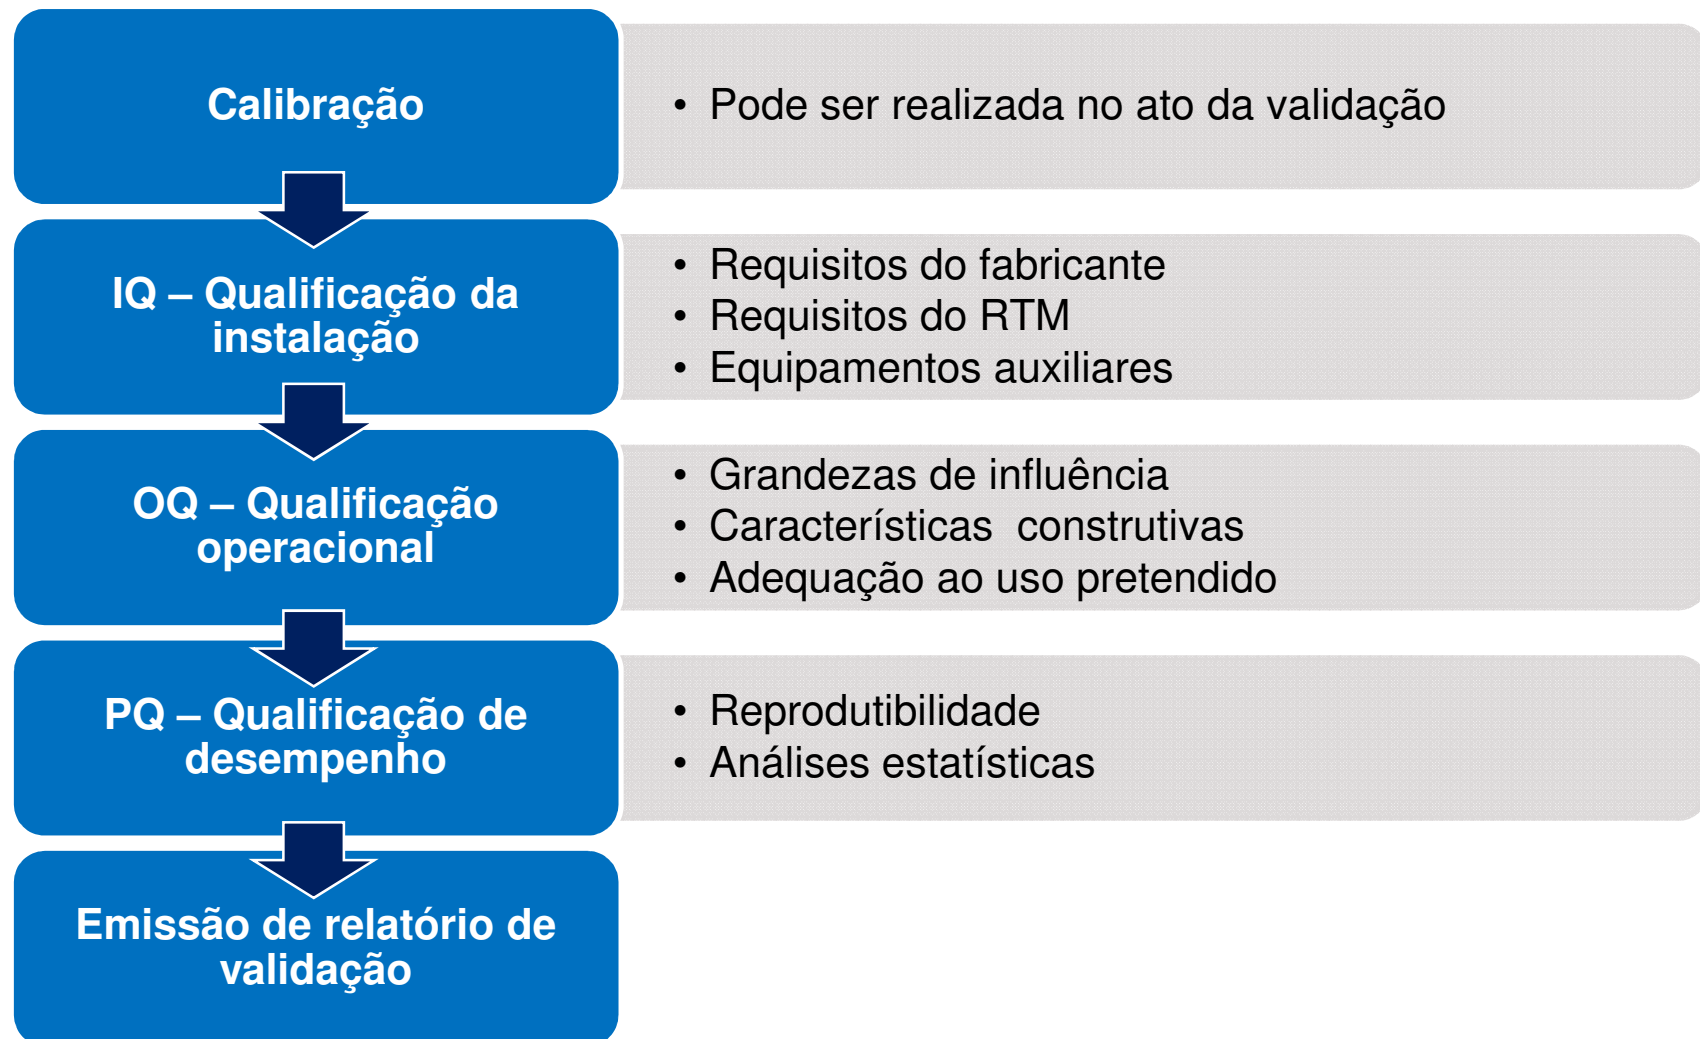 Calibração
• Pode ser realizada no ato da validação
IQ – Qualificação da
instalação
• Requisitos do fabricante
• Requisitos do RTM
• Equipamentos auxiliares
OQ – Qualificação
operacional
• Grandezas de influência
• Características construtivas
• Adequação ao uso pretendido
PQ – Qualificação de
desempenho
• Reprodutibilidade
• Análises estatísticas
Emissão de relatório de
validação